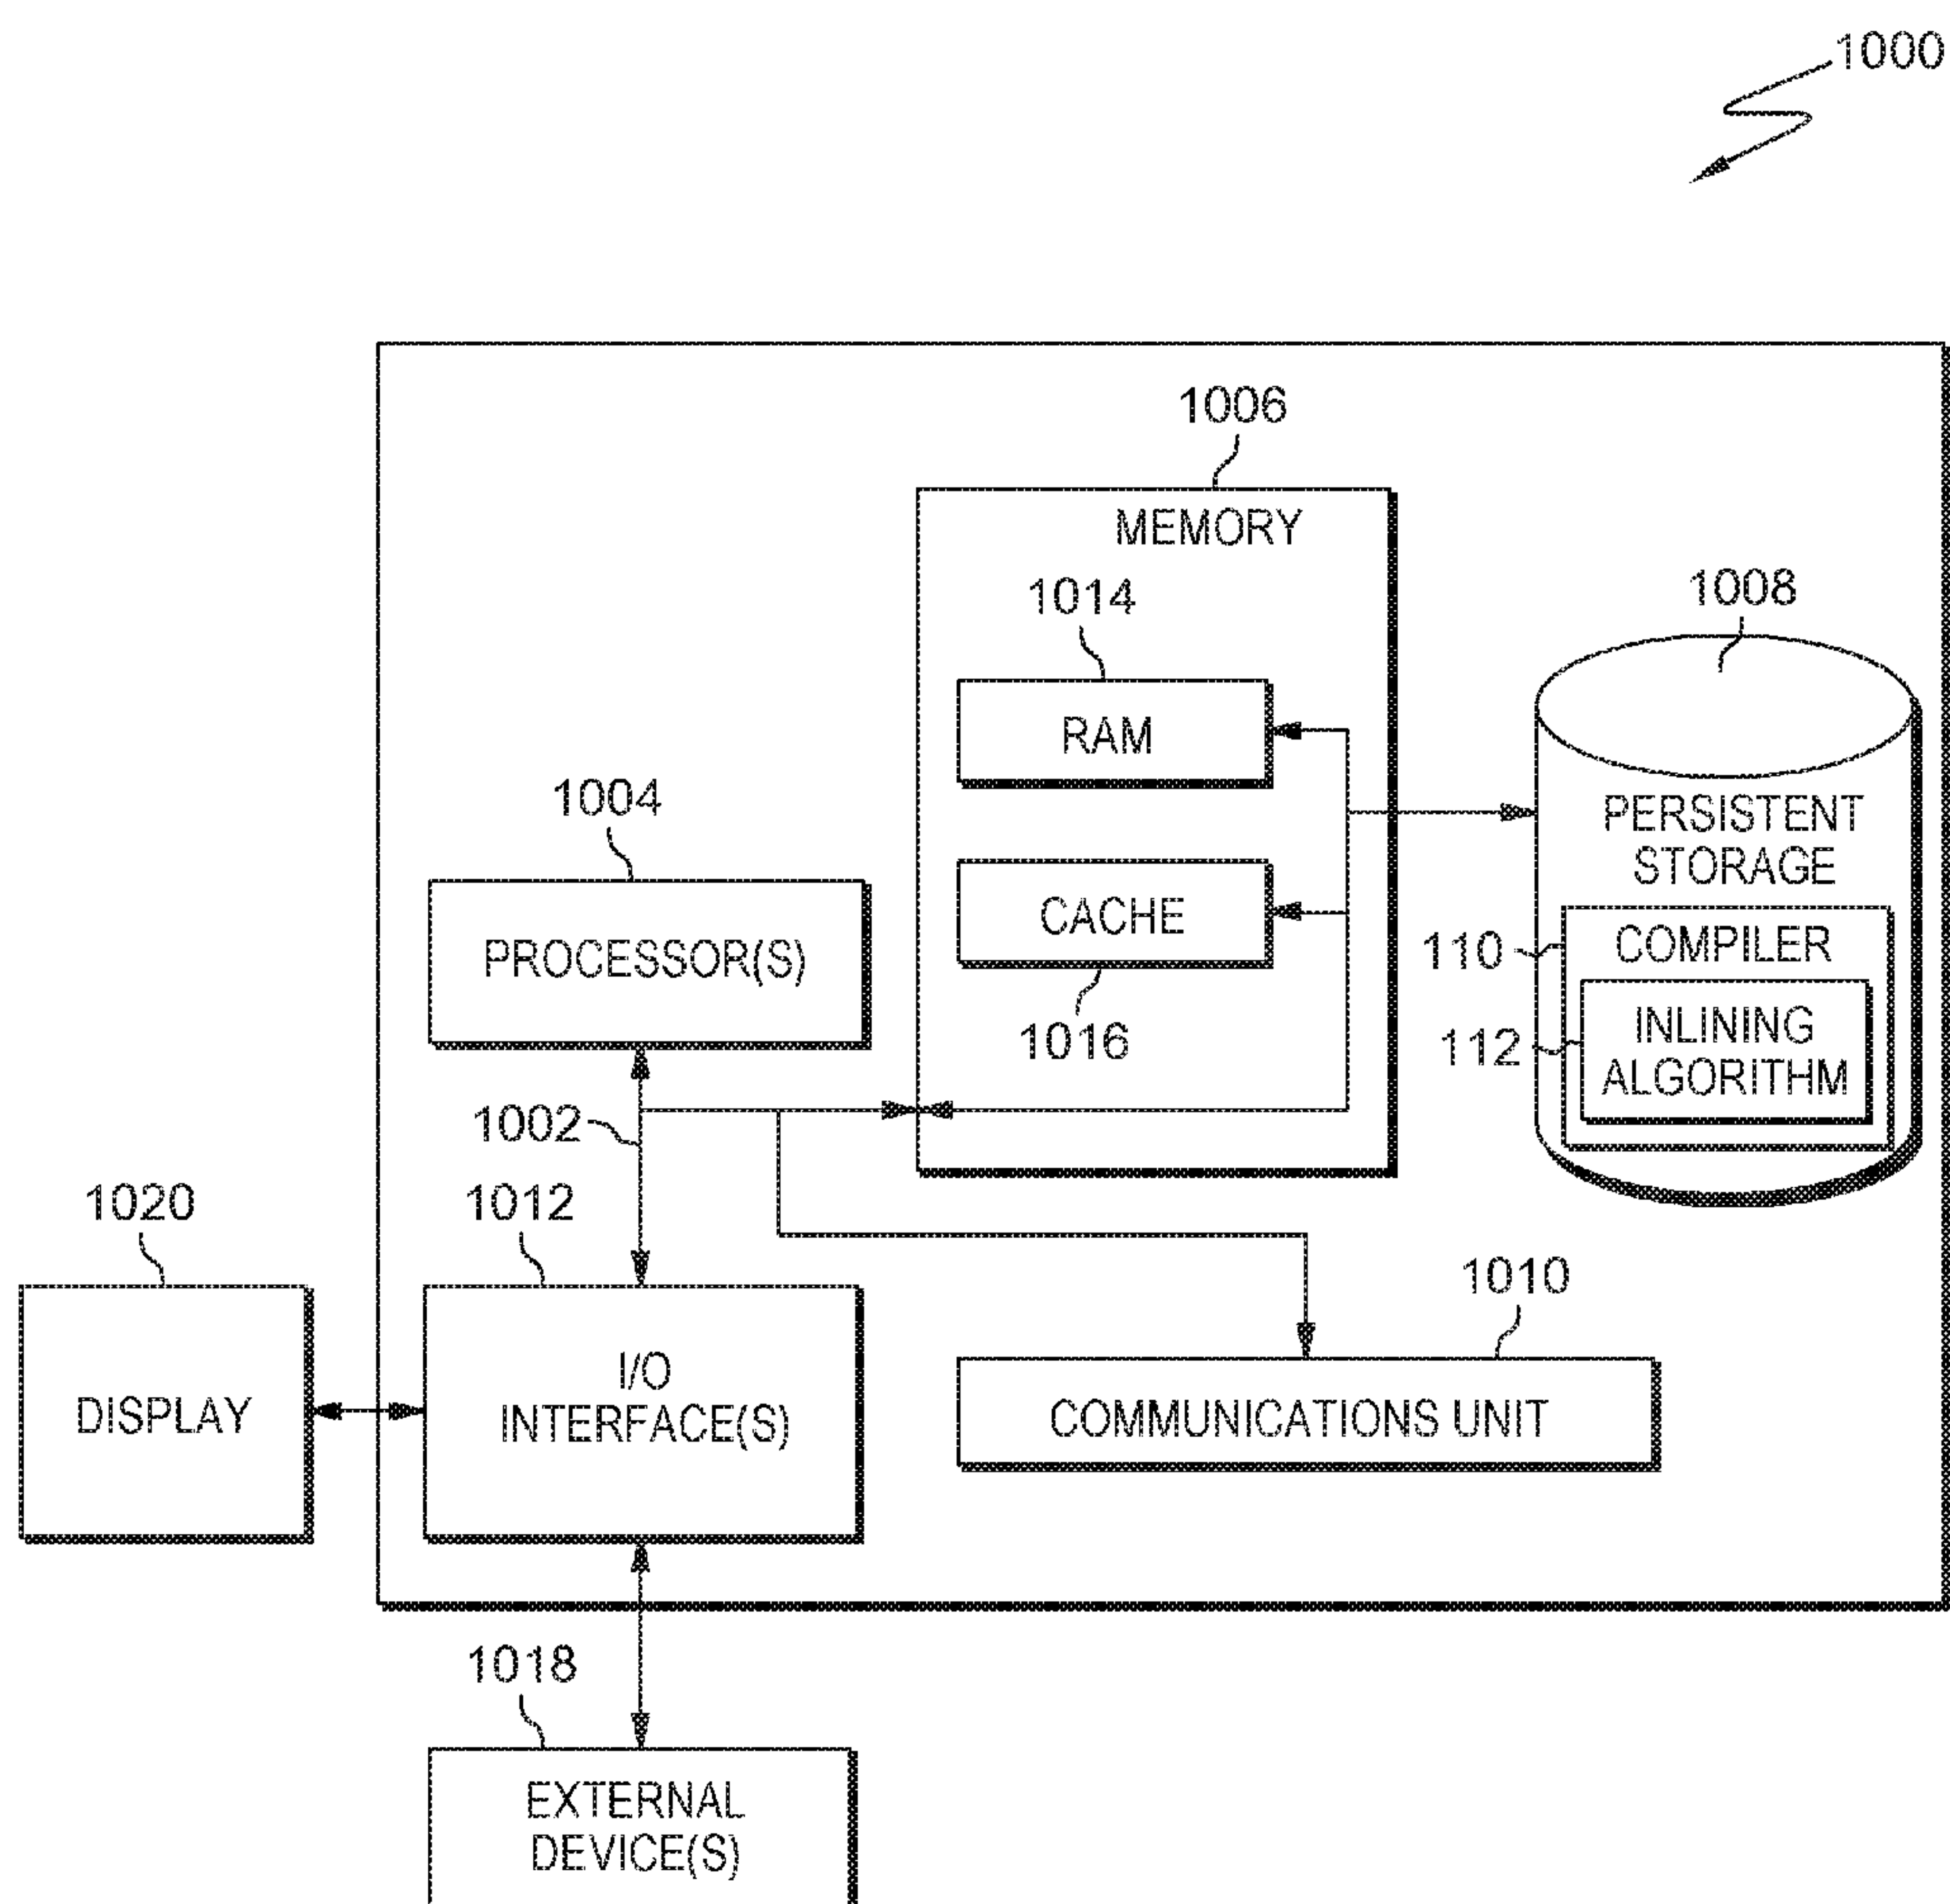 1000
1006
MEMORY
1014
RAM
1008
1004
PERSISTENT
STORAGE
PROCESSOR(S)
CACHE
110
COMPILER
1016
112
INLINING
ALGORITHM
1002
1020
1012
1010
DISPLAY
I/O
INTERFACE(S)
COMMUNICATIONS UNIT
1018
EXTERNAL
DEVICE(S)